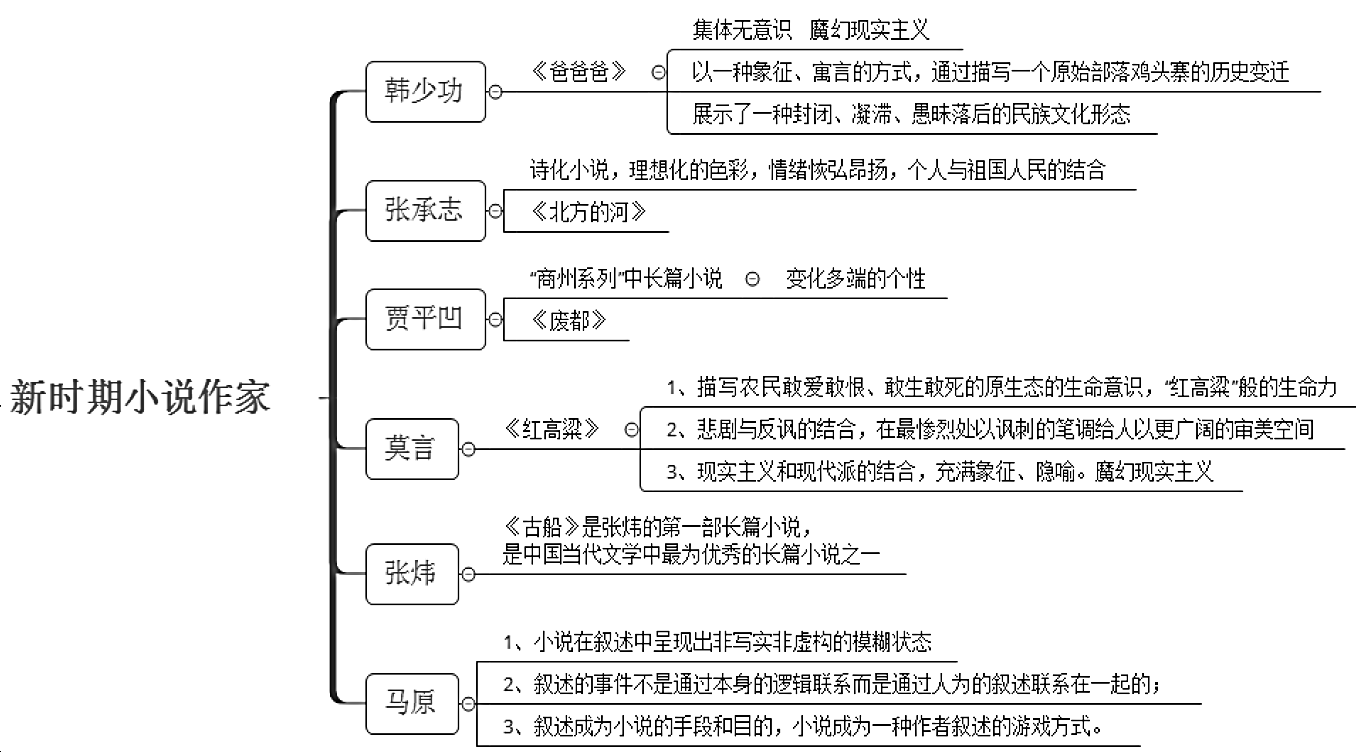 新时期小说作家
韩少功
《爸爸爸》
集体无意识 魔幻现实主义
以一种象征、寓言的方式，通过描写一个原始部落鸡头寨的历史变迁
展示了一种封闭、凝滞、愚昧落后的民族文化形态
张承志
诗化小说，理想化的色彩，情绪恢弘昂扬，个人与祖国人民的结合
《北方的河》
贾平凹
“商州系列”中长篇小说
变化多端的个性
《废都》
莫言
《红高粱》
1、描写农民敢爱敢恨、敢生敢死的原生态的生命意识，“红高粱”般的生命力
2、悲剧与反讽的结合，在最惨烈处以讽刺的笔调给人以更广阔的审美空间
3、现实主义和现代派的结合，充满象征、隐喻。魔幻现实主义
张炜
《古船》是张炜的第一部长篇小说，
是中国当代文学中最为优秀的长篇小说之一
马原
1、小说在叙述中呈现出非写实非虚构的模糊状态
2、叙述的事件不是通过本身的逻辑联系而是通过人为的叙述联系在一起的；
3、叙述成为小说的手段和目的，小说成为一种作者叙述的游戏方式。